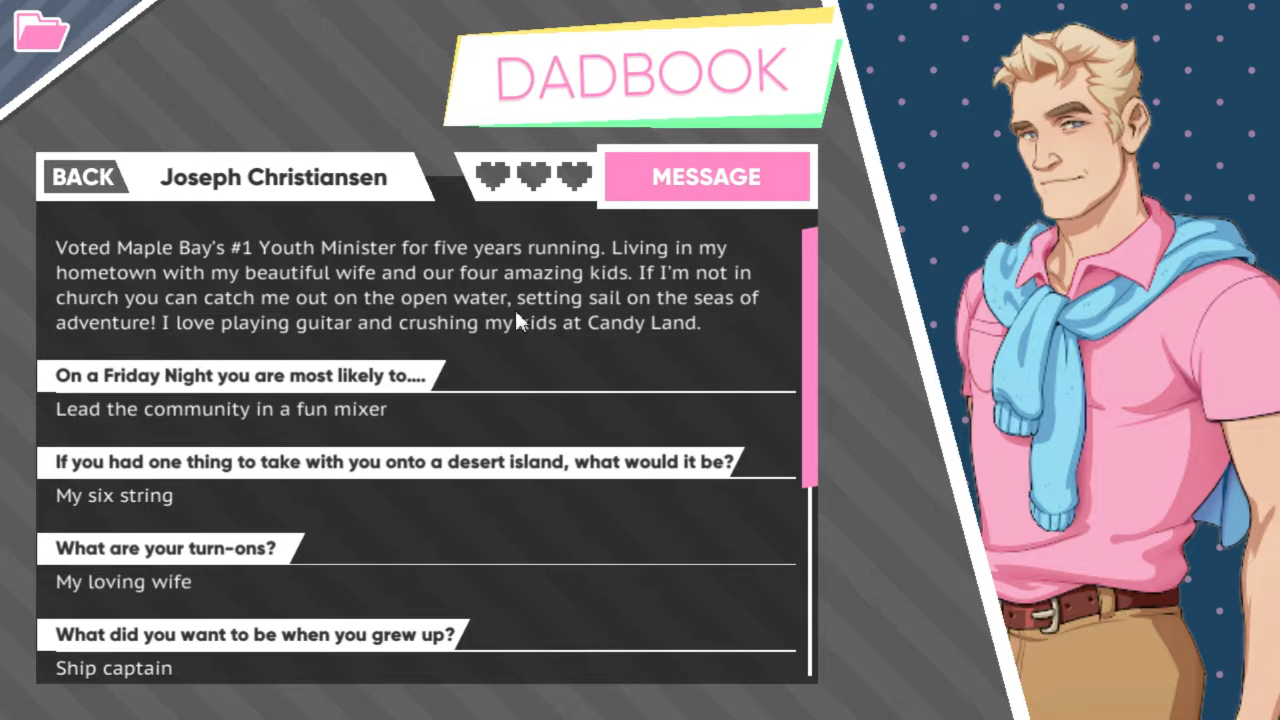 DADBOOK
BACK
Joseph Christiansen
MESSAGE
Voted Maple Bay's #1 Youth Minister for five years running. Living in my
hometown with my beautiful wife and our four amazing kids. If I'm not in
church you can catch me out on the open water, setting sail on the seas of
adventure! I love playing guitar and crushing my kids at Candy Land.
On a Friday Night you are most likely to....
Lead the community in a fun mixer
If you had one thing to take with you onto a desert island, what would it be?
My six string
What are your turn-ons?
My loving wife
What did you want to be when you grew up?
Ship captain